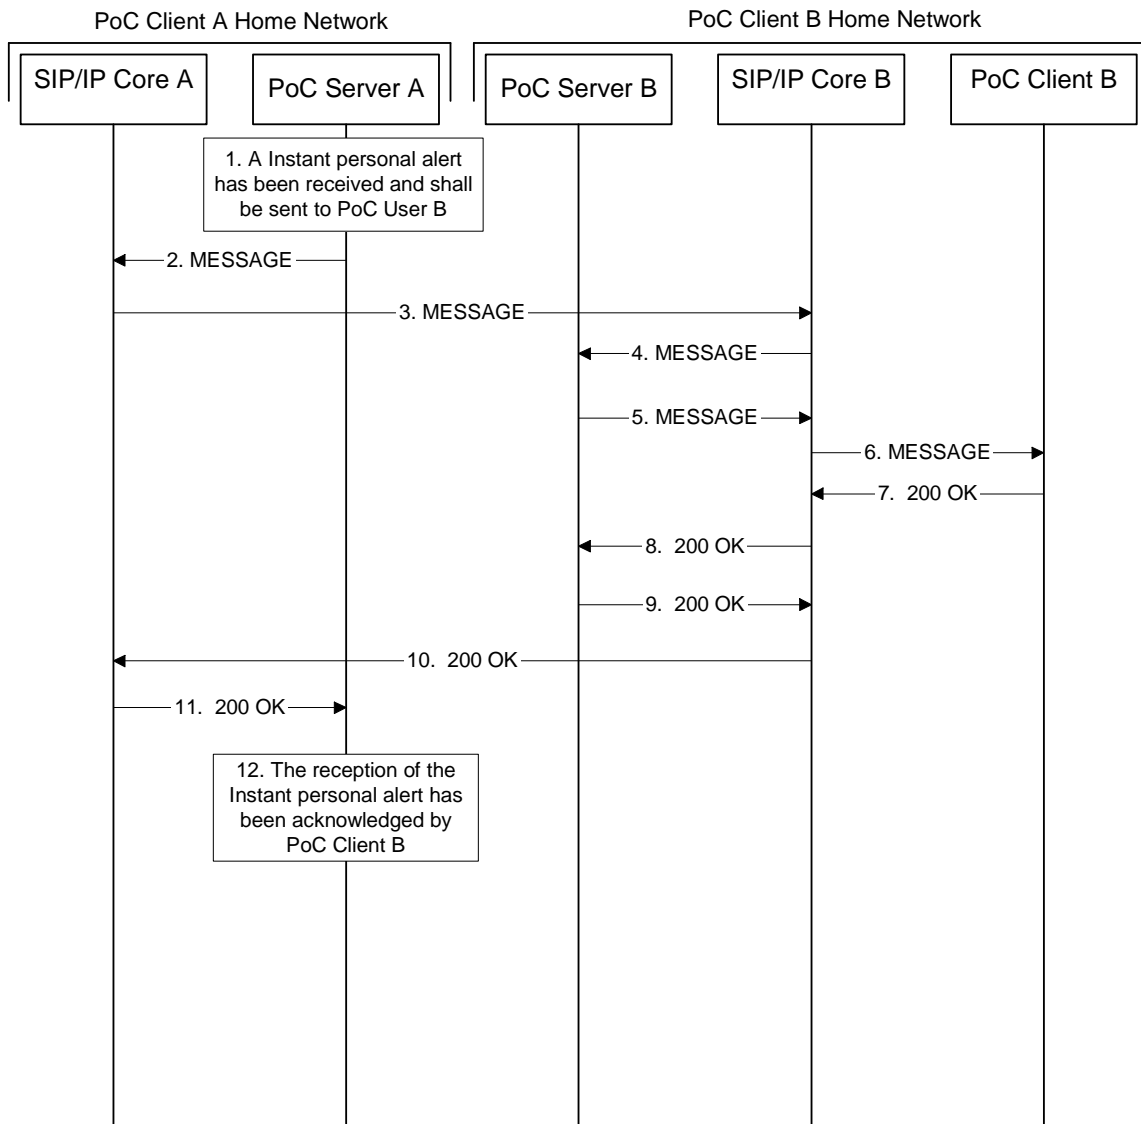 PoC Client A Home Network
PoC Client B Home Network
SIP/IP Core A
PoC Server A
PoC Server B
SIP/IP Core B
PoC Client B
1. A Instant personal alert
has been received and shall
be sent to PoC User B
2. MESSAGE
3. MESSAGE
4. MESSAGE
5. MESSAGE
6. MESSAGE
7. 200 OK
8. 200 OK
9. 200 OK
10. 200 OK
11. 200 OK
12. The reception of the
Instant personal alert has
been acknowledged by
PoC Client B